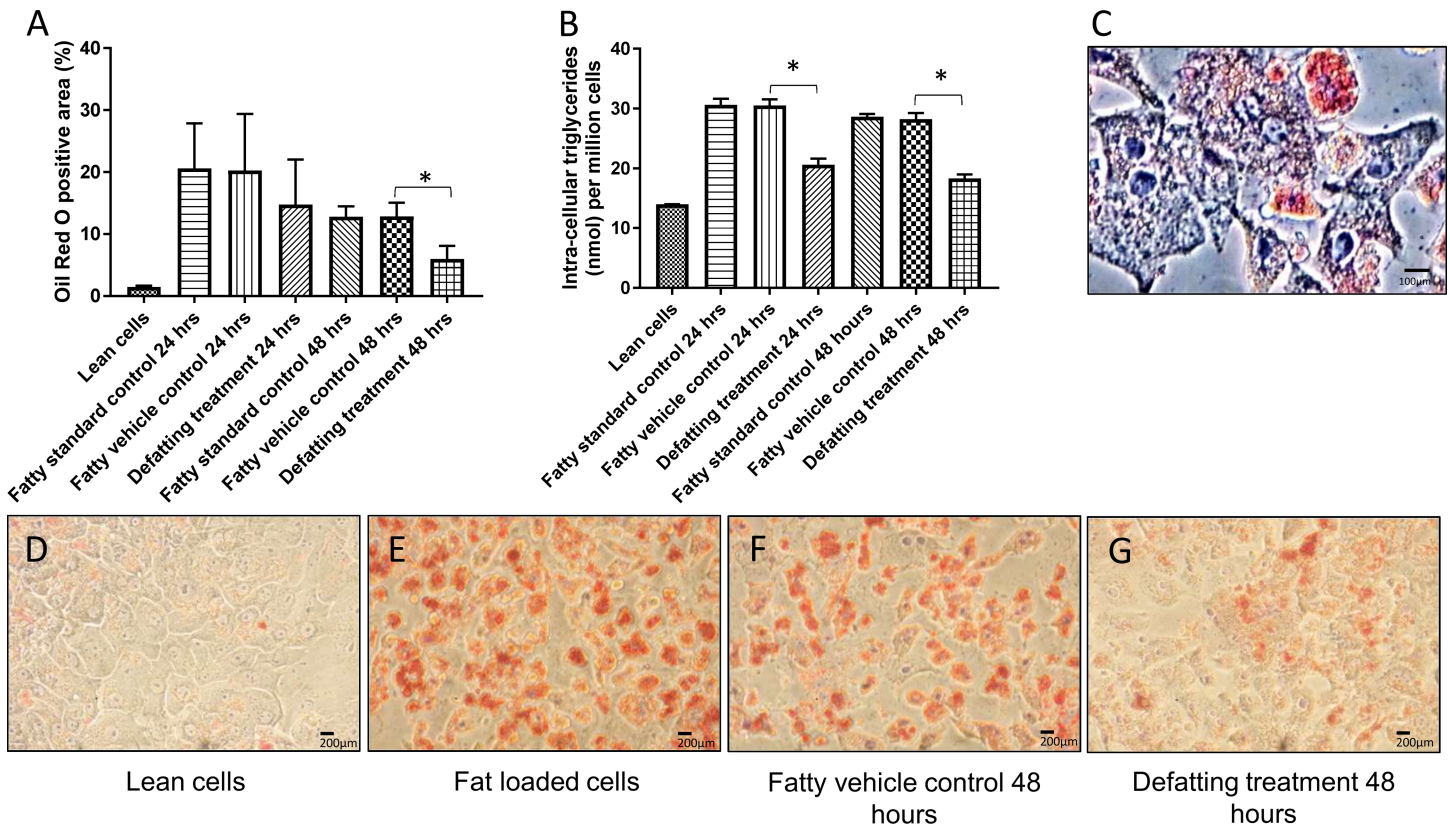 A
Oil Red O positive area (%)
40
30
20
10
0
*
Lean cells
Fatty standard control 24 hrs
Fatty vehicle control 24 hrs
Defatting treatment 24 hrs
Fatty standard control 48 hrs
Fatty vehicle control 48 hrs
Defatting treatment 48 hrs
B
Intra-cellular triglycerides
(nmol) per million cells
40
30
20
10
0
*
*
Lean cells
Fatty standard control 24 hrs
Fatty vehicle control 24 hrs
Defatting treatment 24 hrs
Fatty standard control 48 hours
Fatty vehicle control 48 hrs
Defatting treatment 48 hrs
C
100µm
D
200µm
Lean cells
E
200µm
Fat loaded cells
F
200µm
Fatty vehicle control 48
hours
G
200µm
Defatting treatment 48
hours